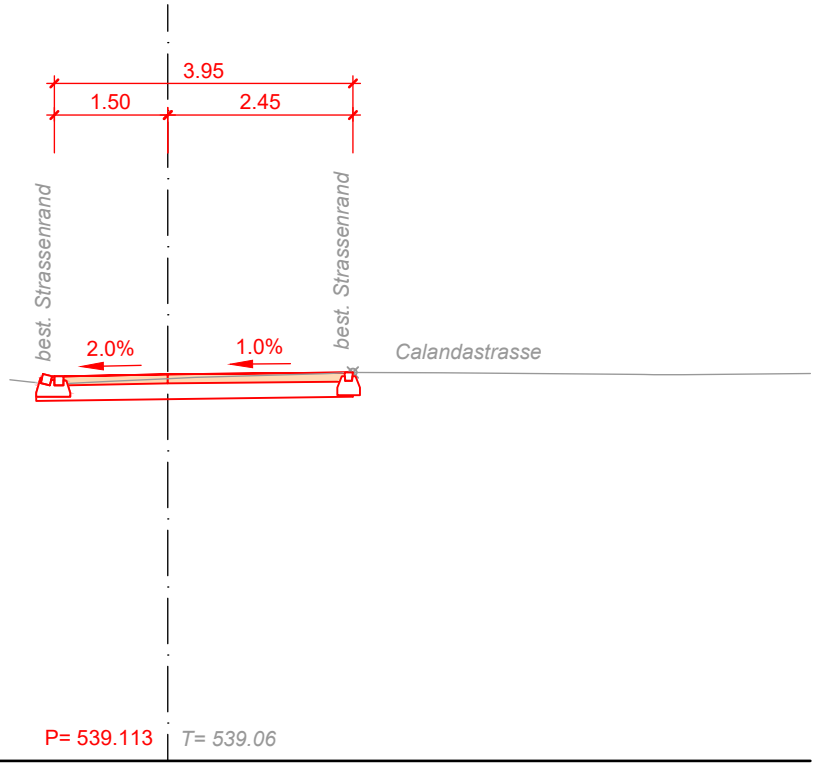 3.95
1.50
2.45
best. Strassenrand
best. Strassenrand
2.0%
1.0%
Calandastrasse
P= 539.113
T= 539.06